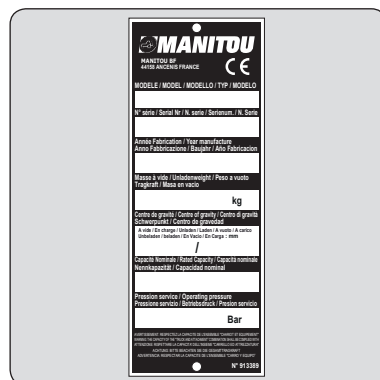 MANITOU
MANITOU BF
44158 ANCENIS FRANCE
CE
MODELE / MODEL / MODELLO / TYP / MODELO
N° série / Serial Nr / N. serie / Serienum. / N. Serie
Année Fabrication / Year manufacture
Anno Fabbricazione / Baujahr / Año Fabricacion
Masse à vide / Unladenweight / Peso a vuoto
Tragkraft / Masa en vacio
kg
Centre de gravité / Centre of gravity / Centro di gravità
Schwerpunkt / Centro de gravedad
A vide / En charge / Unladen / Laden / A vuoto / A carico
Unbeladen / beladen / En Vacio / En Carga : mm
/
Capacité Nominale / Rated Capacity / Capacità nominale
Nennkapazität / Capacidad nominal
Pression service / Operating pressure
Pressione servizio / Betriebsdruck / Presion servicio
Bar
N° 913389